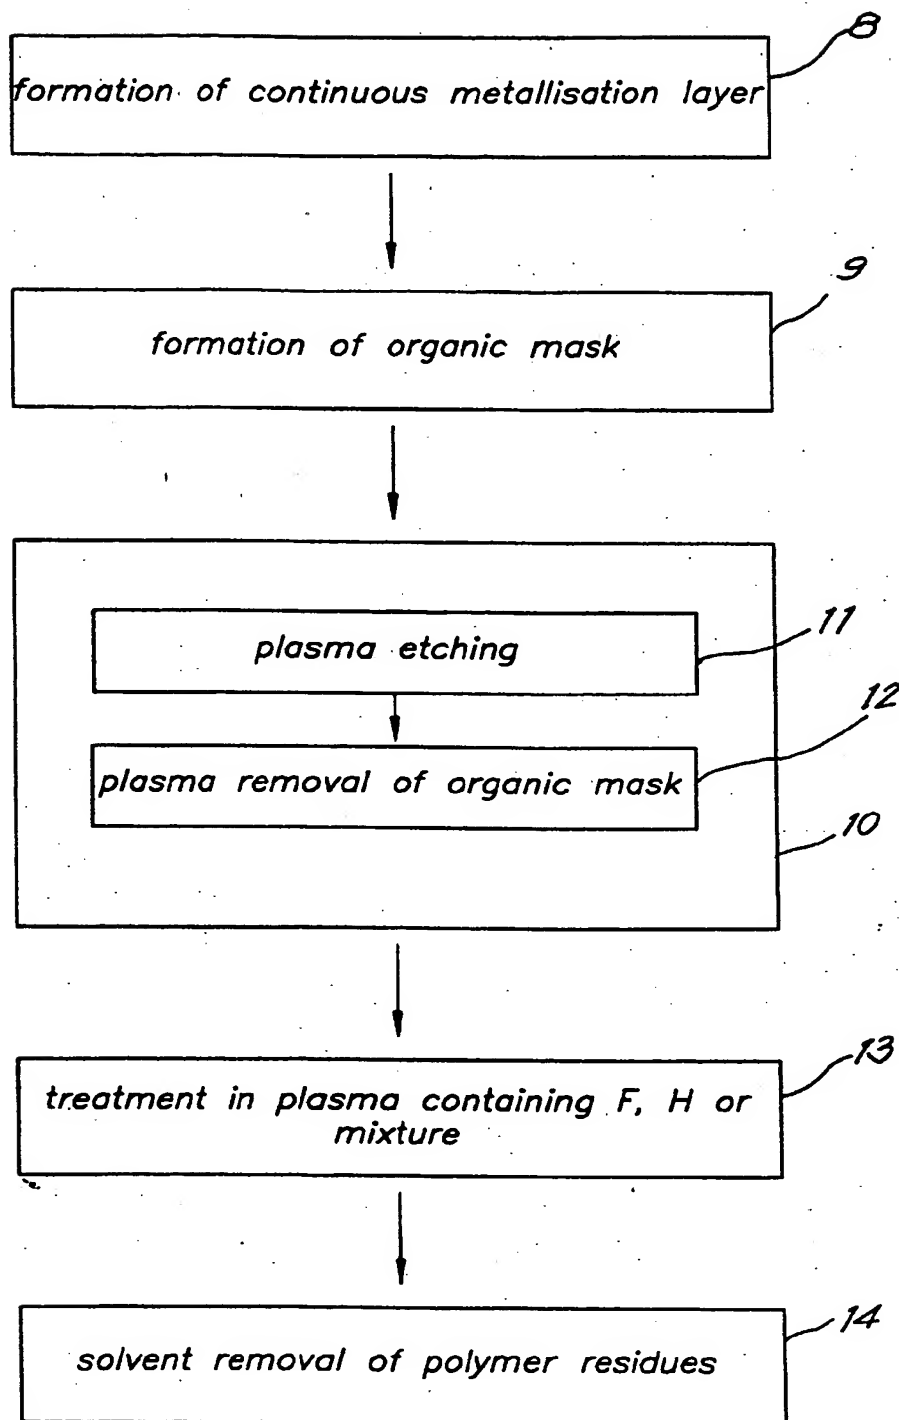 8
formation of continuous metallisation layer
9
formation of organic mask
11
plasma etching
12
plasma removal of organic mask
10
13
treatment in plasma containing F, H or
mixture
14
solvent removal of polymer residues